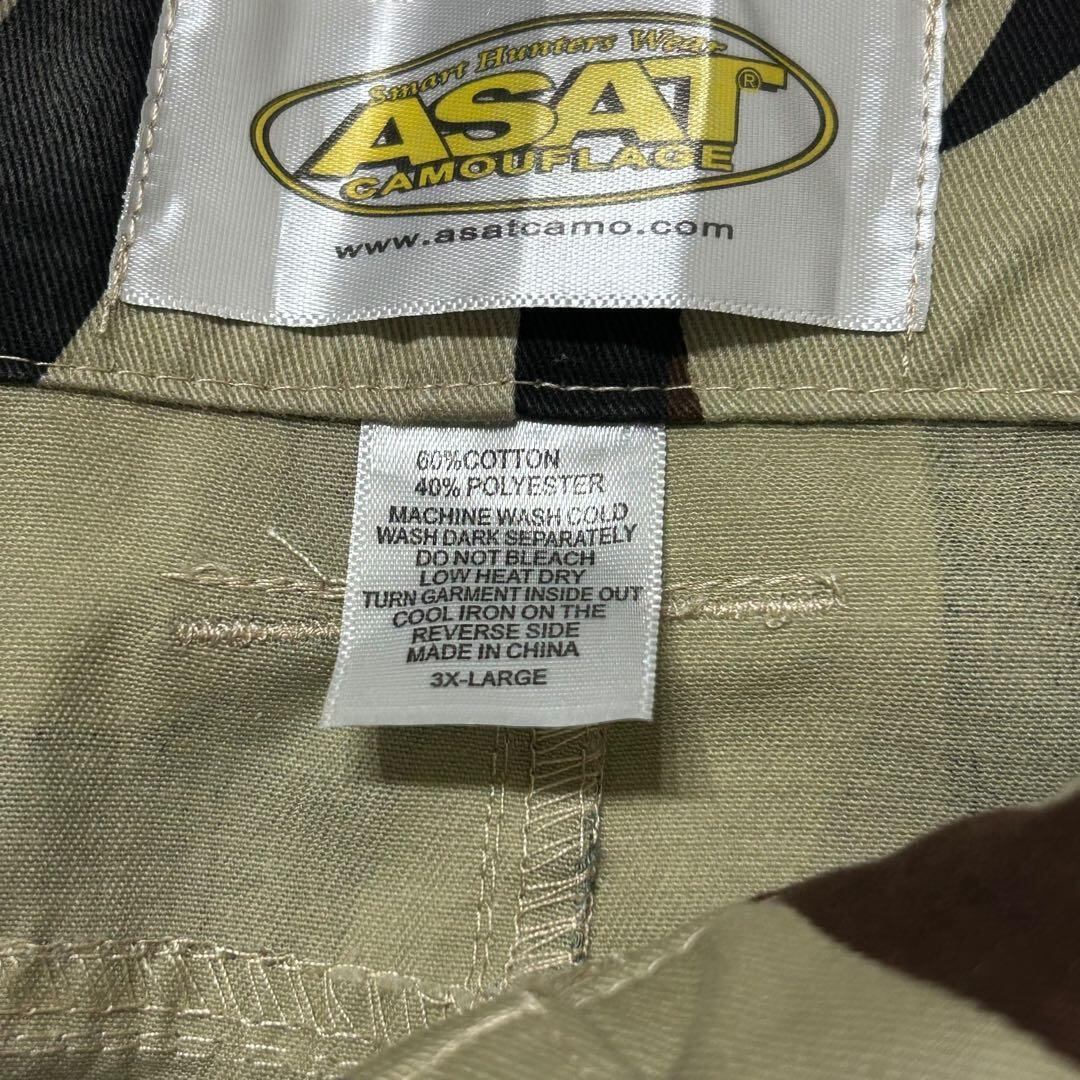 Smart Hunters Wear
ASAT®
CAMOUFLAGE
www.asatcamo.com
60%COTTON
40% POLYESTER
MACHINE WASH COLD
WASH DARK SEPARATELY
DO NOT BLEACH
LOW HEAT DRY
TURN GARMENT INSIDE OUT
COOL IRON ON THE
REVERSE SIDE
MADE IN CHINA
3X-LARGE